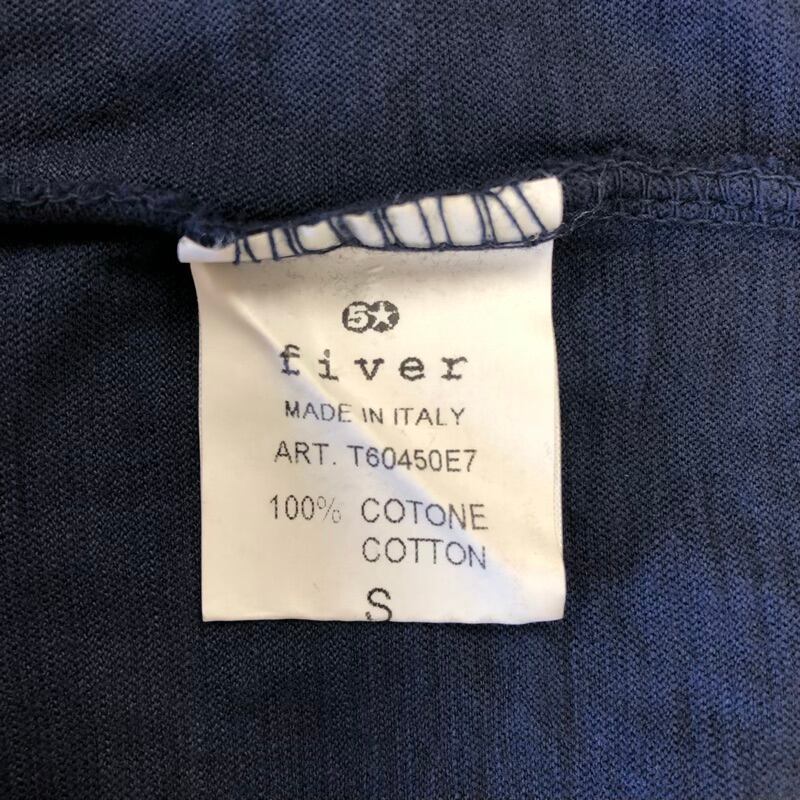 5★
fiver
MADE IN ITALY
ART. T60450E7
100% COTONE
COTTON
S